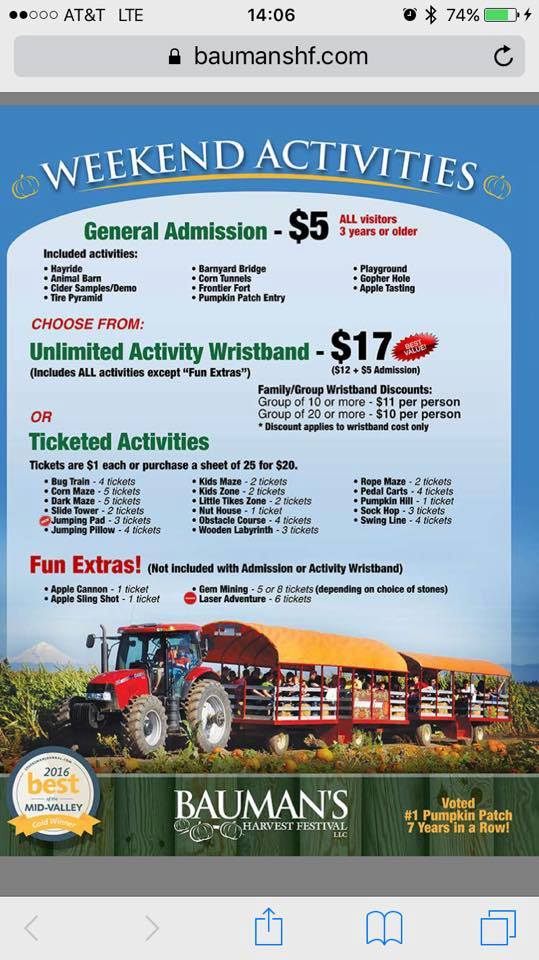 AT&T LTE 14:06 74%
baumanshf.com
WEEKEND ACTIVITIES
General Admission - $5 ALL visitors
3 years or older
Included activities:
• Hayride
• Animal Barn
• Cider Samples/Demo
• Tire Pyramid
• Barnyard Bridge
• Corn Tunnels
• Frontier Fort
• Pumpkin Patch Entry
• Playground
• Gopher Hole
• Apple Tasting
CHOOSE FROM:
Unlimited Activity Wristband - $17 BEST VALUE!
(Includes ALL activities except “Fun Extras”) ($12 + $5 Admission)
Family/Group Wristband Discounts:
Group of 10 or more - $11 per person
Group of 20 or more - $10 per person
* Discount applies to wristband cost only
OR
Ticketed Activities
Tickets are $1 each or purchase a sheet of 25 for $20.
• Bug Train - 4 tickets
• Corn Maze - 5 tickets
• Dark Maze - 5 tickets
• Slide Tower - 2 tickets
Jumping Pad - 3 tickets
• Jumping Pillow - 4 tickets
• Kids Maze - 2 tickets
• Kids Zone - 2 tickets
• Little Tikes Zone - 2 tickets
• Nut House - 1 ticket
• Obstacle Course - 4 tickets
• Wooden Labyrinth - 3 tickets
• Rope Maze - 2 tickets
• Pedal Carts - 4 tickets
• Pumpkin Hill - 1 ticket
• Sock Hop - 3 tickets
• Swing Line - 4 tickets
Fun Extras! (Not Included with Admission or Activity Wristband)
• Apple Cannon - 1 ticket
• Apple Sling Shot - 1 ticket
• Gem Mining - 5 or 8 tickets (depending on choice of stones)
Laser Adventure - 6 tickets
2016
best
of the
MID-VALLEY
Gold Winner
BAUMAN'S
HARVEST FESTIVAL
LLC
Voted
#1 Pumpkin Patch
7 Years in a Row!